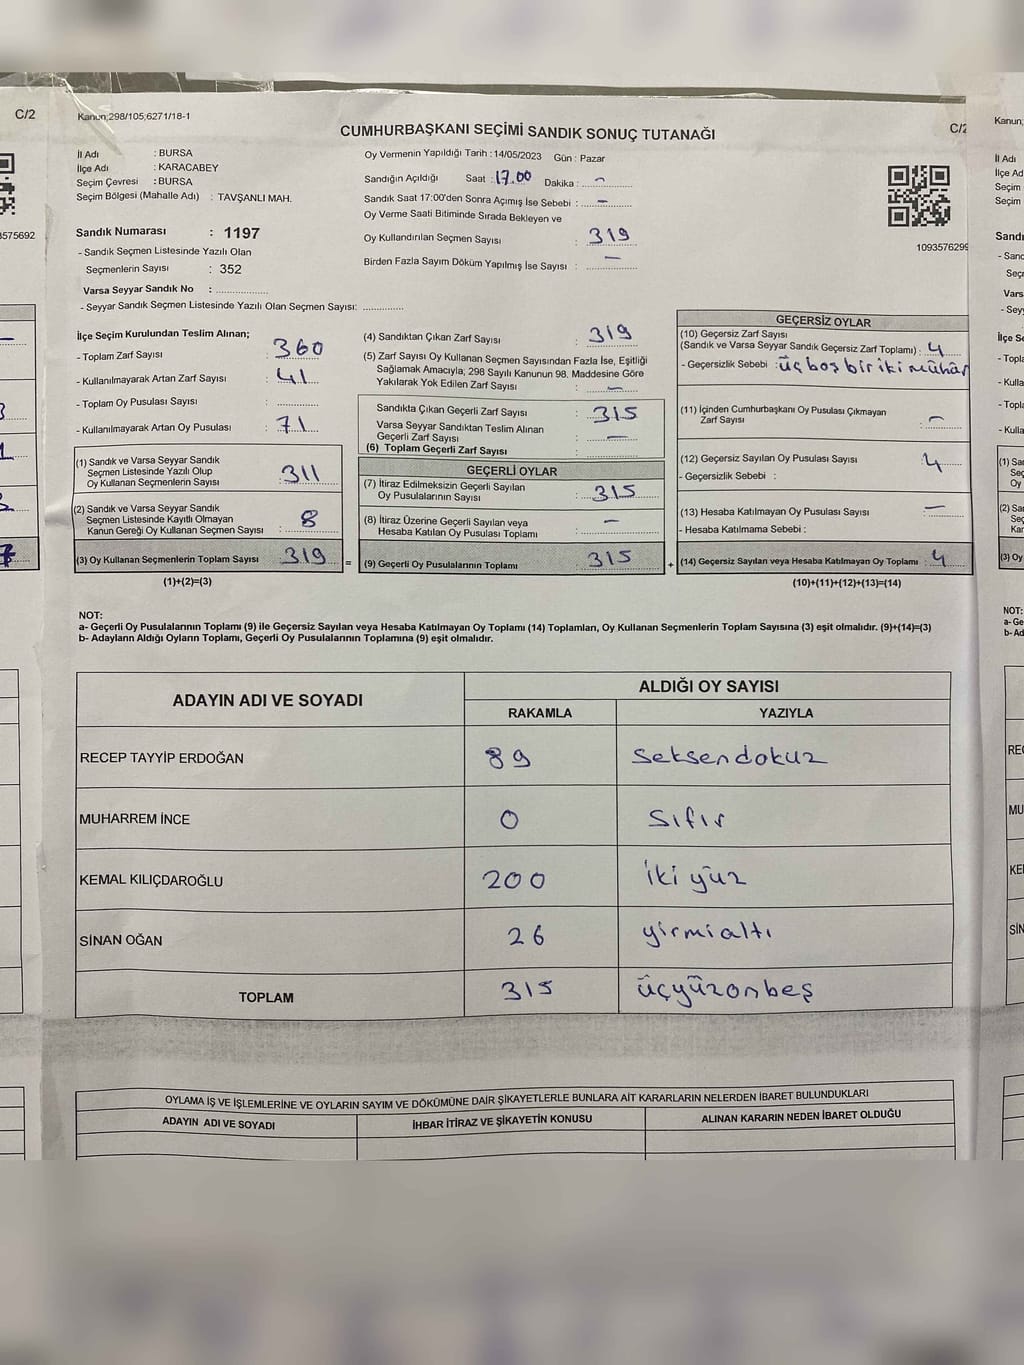 C/2
Kanun;298/105;6271/18-1
CUMHURBAŞKANI SEÇİMİ SANDIK SONUÇ TUTANAĞI
C/2
İl Adı : BURSA
İlçe Adı : KARACABEY
Seçim Çevresi : BURSA
Seçim Bölgesi (Mahalle Adı) : TAVŞANLI MAH.
Sandık Numarası : 1197
- Sandık Seçmen Listesinde Yazılı Olan
Seçmenlerin Sayısı : 352
Varsa Seyyar Sandık No : ..................
- Seyyar Sandık Seçmen Listesinde Yazılı Olan Seçmen Sayısı: ..............
Oy Vermenin Yapıldığı Tarih : 14/05/2023 Gün : Pazar
Sandığın Açıldığı Saat : 17.00 Dakika : –
Sandık Saat 17:00'den Sonra Açımış İse Sebebi : –
Oy Verme Saati Bitiminde Sırada Bekleyen ve
Oy Kullandırılan Seçmen Sayısı : 319
Birden Fazla Sayım Döküm Yapılmış İse Sayısı : –
1093576299
İlçe Seçim Kurulundan Teslim Alınan;
- Toplam Zarf Sayısı : 360
- Kullanılmayarak Artan Zarf Sayısı : 41
- Toplam Oy Pusulası Sayısı : ..............
- Kullanılmayarak Artan Oy Pusulası : 71
(1) Sandık ve Varsa Seyyar Sandık
Seçmen Listesinde Yazılı Olup
Oy Kullanan Seçmenlerin Sayısı : 311
(2) Sandık ve Varsa Seyyar Sandık
Seçmen Listesinde Kayıtlı Olmayan
Kanun Gereği Oy Kullanan Seçmen Sayısı : 8
(3) Oy Kullanan Seçmenlerin Toplam Sayısı : 319
(1)+(2)=(3)
(4) Sandıktan Çıkan Zarf Sayısı : 319
(5) Zarf Sayısı Oy Kullanan Seçmen Sayısından Fazla İse, Eşitliği
Sağlamak Amacıyla; 298 Sayılı Kanunun 98. Maddesine Göre
Yakılarak Yok Edilen Zarf Sayısı : –
Sandıkta Çıkan Geçerli Zarf Sayısı : 315
Varsa Seyyar Sandıktan Teslim Alınan
Geçerli Zarf Sayısı : –
(6) Toplam Geçerli Zarf Sayısı
GEÇERLİ OYLAR
(7) İtiraz Edilmeksizin Geçerli Sayılan
Oy Pusulalarının Sayısı : 315
(8) İtiraz Üzerine Geçerli Sayılan veya
Hesaba Katılan Oy Pusulası Toplamı : –
= (9) Geçerli Oy Pusulalarının Toplamı : 315 +
GEÇERSİZ OYLAR
(10) Geçersiz Zarf Sayısı
(Sandık ve Varsa Seyyar Sandık Geçersiz Zarf Toplamı) : 4
- Geçersizlik Sebebi : üç boş bir iki mühür
(11) İçinden Cumhurbaşkanı Oy Pusulası Çıkmayan
Zarf Sayısı : –
(12) Geçersiz Sayılan Oy Pusulası Sayısı : 4
- Geçersizlik Sebebi :
(13) Hesaba Katılmayan Oy Pusulası Sayısı : –
- Hesaba Katılmama Sebebi :
(14) Geçersiz Sayılan veya Hesaba Katılmayan Oy Toplamı : 4
(10)+(11)+(12)+(13)=(14)
NOT:
a- Geçerli Oy Pusulalarının Toplamı (9) ile Geçersiz Sayılan veya Hesaba Katılmayan Oy Toplamı (14) Toplamları, Oy Kullanan Seçmenlerin Toplam Sayısına (3) eşit olmalıdır. (9)+(14)=(3)
b- Adayların Aldığı Oyların Toplamı, Geçerli Oy Pusulalarının Toplamına (9) eşit olmalıdır.
ADAYIN ADI VE SOYADI ALDIĞI OY SAYISI
RAKAMLA YAZIYLA
RECEP TAYYİP ERDOĞAN 89 Seksendokuz
MUHARREM İNCE 0 Sıfır
KEMAL KILIÇDAROĞLU 200 iki yüz
SİNAN OĞAN 26 yirmialtı
TOPLAM 315 üçyüzonbeş
OYLAMA İŞ VE İŞLEMLERİNE VE OYLARIN SAYIM VE DÖKÜMÜNE DAİR ŞİKAYETLERLE BUNLARA AİT KARARLARIN NELERDEN İBARET BULUNDUKLARI
ADAYIN ADI VE SOYADI İHBAR İTİRAZ VE ŞİKAYETİN KONUSU ALINAN KARARIN NEDEN İBARET OLDUĞU